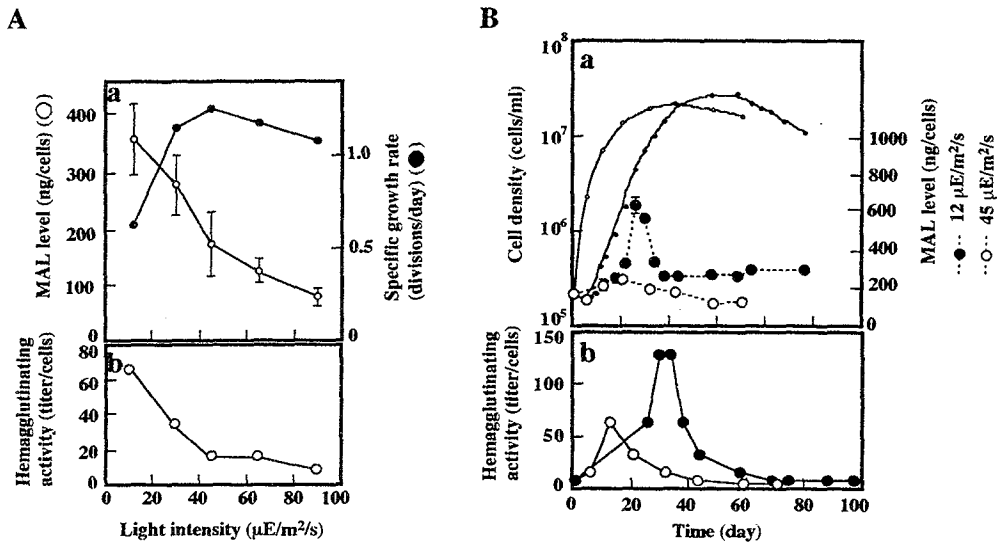 A
B
a
400
300
200
100
0
MAL level (ng/cells) (○)
1.0
0.5
0
Specific growth rate
(divisions/day) (●)
b
80
60
40
20
0
Hemagglutinating
activity (titer/cells)
0 20 40 60 80 100
Light intensity (μE/m²/s)
a
10⁸
10⁷
10⁶
10⁵
Cell density (cells/ml)
1000
800
600
400
200
0
MAL level (ng/cells)
12 μE/m²/s
45 μE/m²/s
b
150
100
50
0
Hemagglutinating
activity (titer/cells)
0 20 40 60 80 100
Time (day)